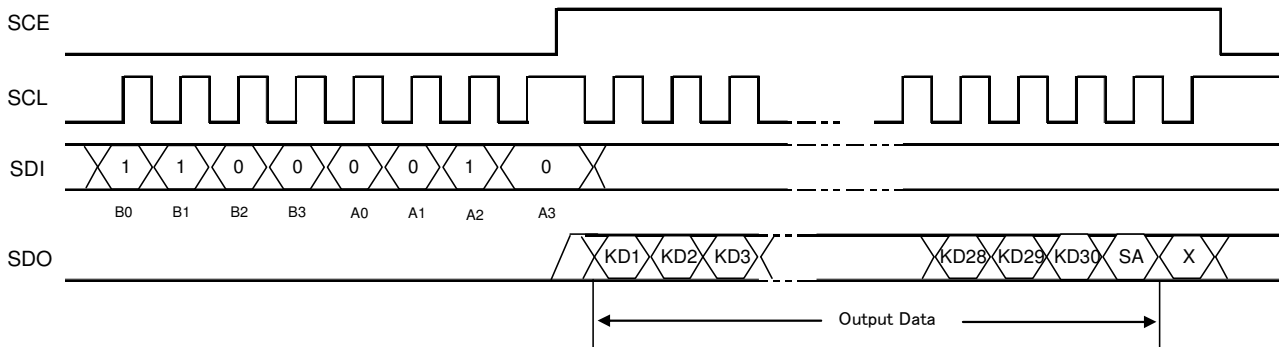 SCE
SCL
SDI 1 1 0 0 0 0 1 0
B0 B1 B2 B3 A0 A1 A2 A3
SDO KD1 KD2 KD3 KD28 KD29 KD30 SA X
Output Data